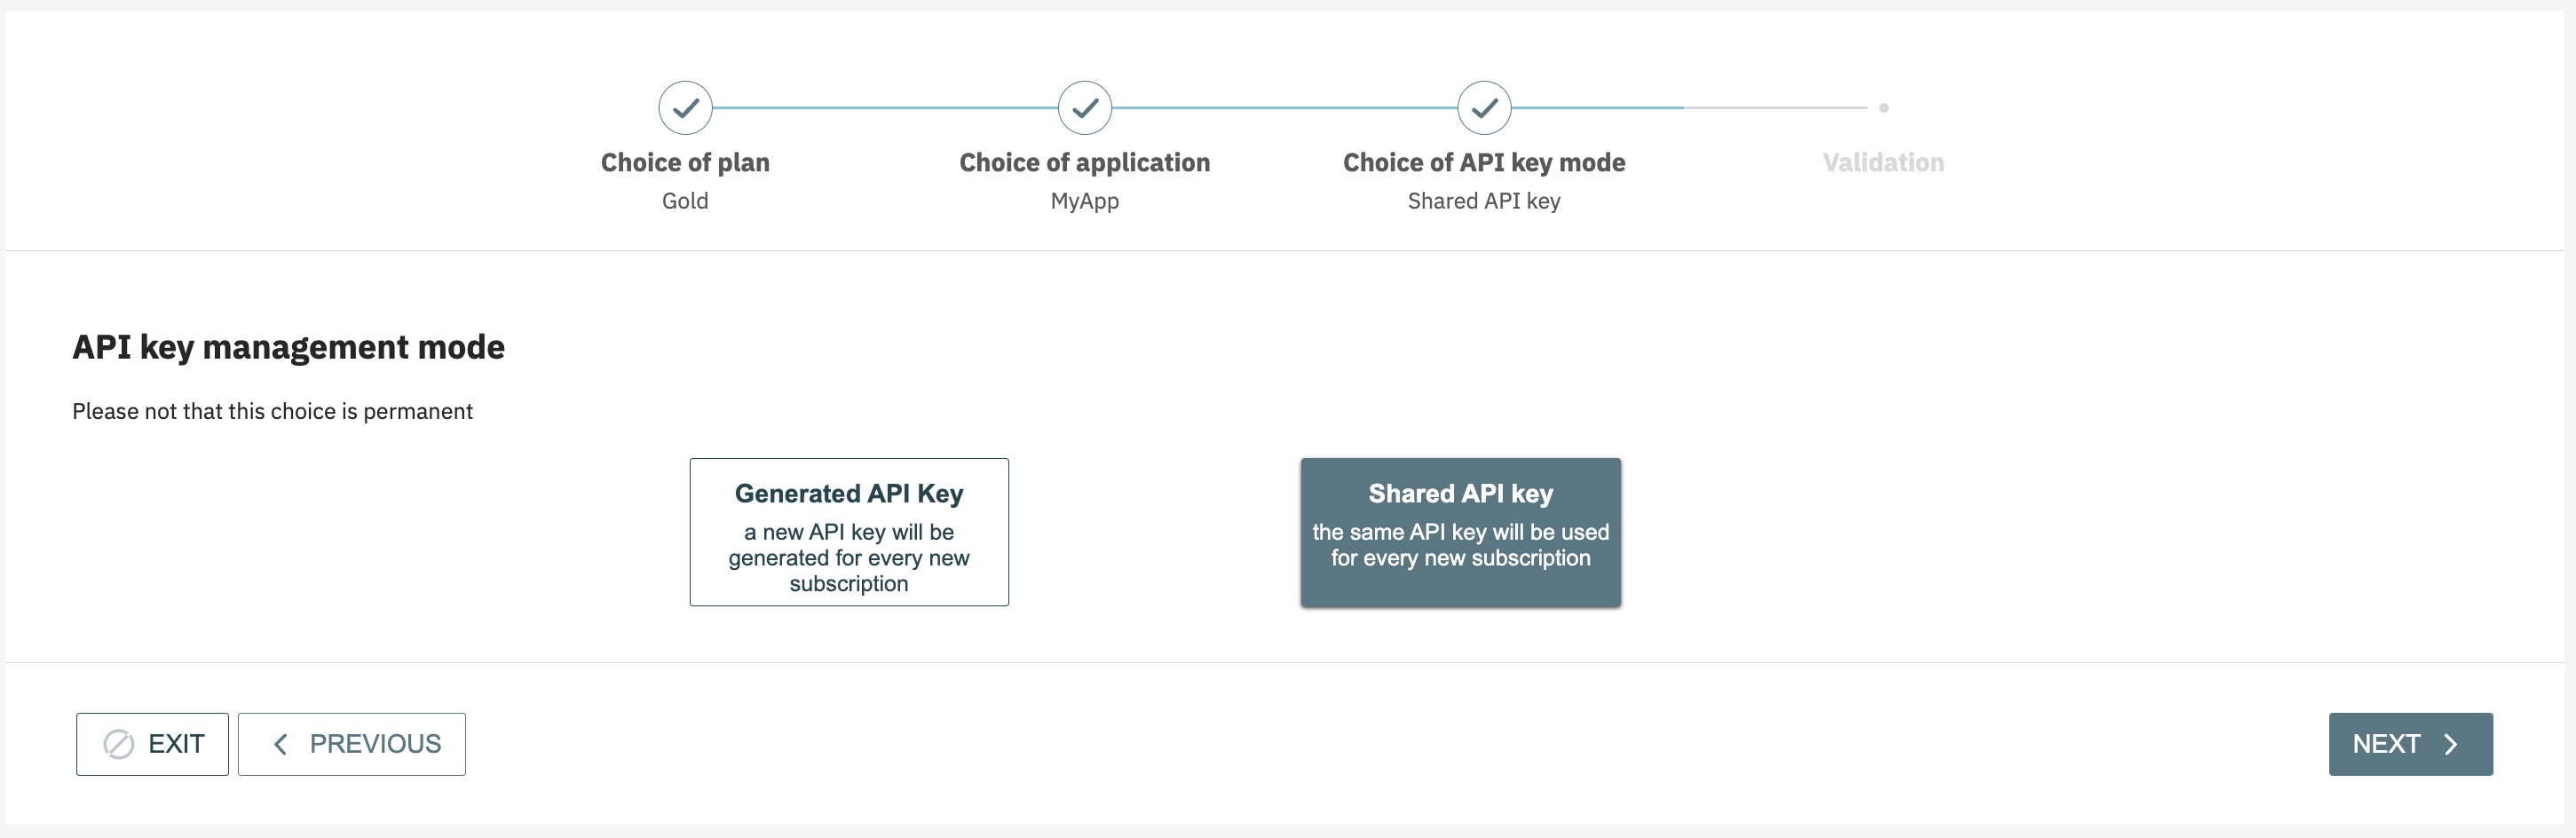 Choice of plan
Gold
Choice of application
MyApp
Choice of API key mode
Shared API key
Validation
API key management mode
Please not that this choice is permanent
Generated API Key
a new API key will be
generated for every new
subscription
Shared API key
the same API key will be used
for every new subscription
EXIT
PREVIOUS
NEXT